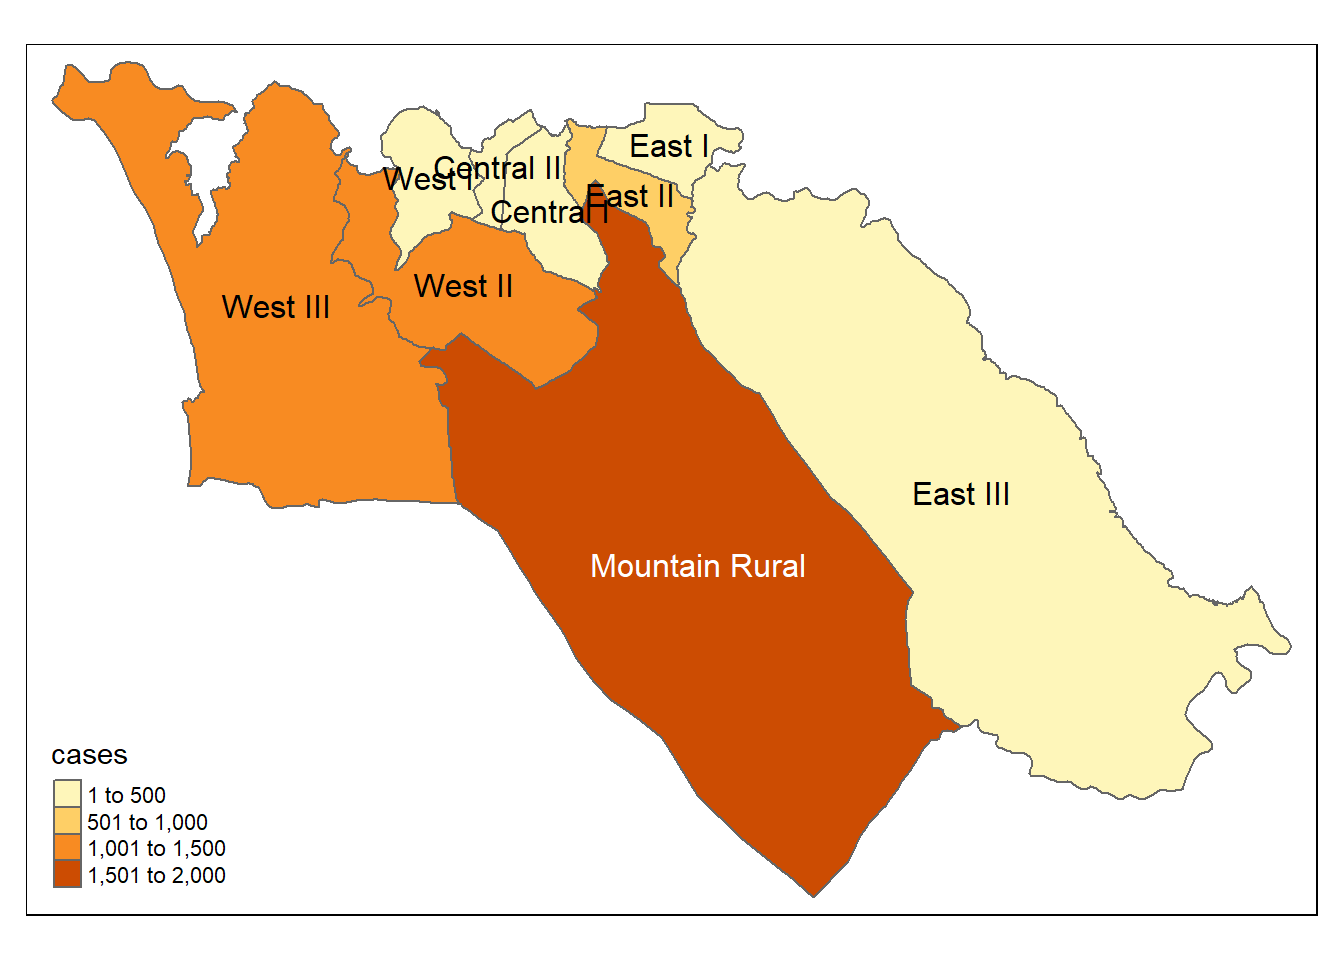 East I
Central II
West I
East II
Central I
West II
West III
East III
Mountain Rural
cases
1 to 500
501 to 1,000
1,001 to 1,500
1,501 to 2,000